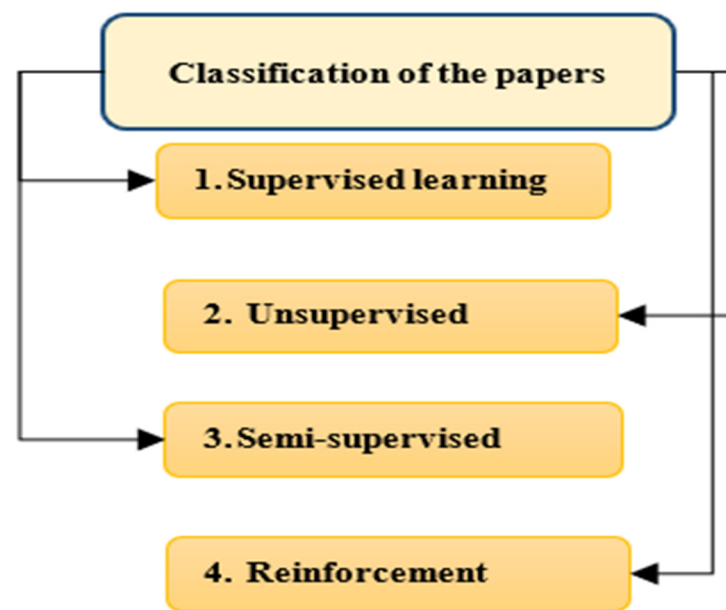 Classification of the papers
1.Supervised learning
2. Unsupervised
3.Semi-supervised
4. Reinforcement